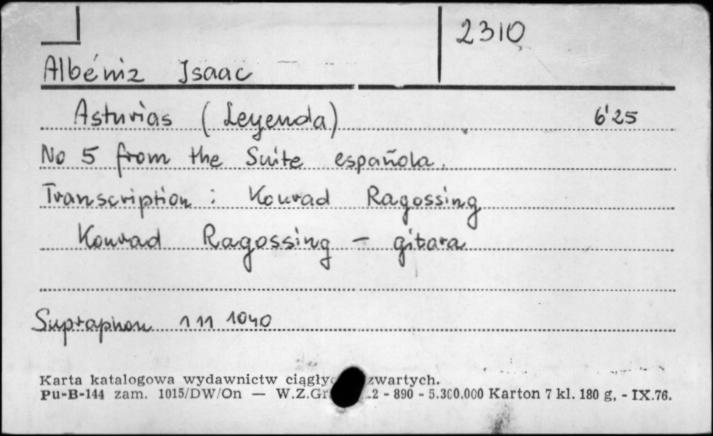 2310
Albéniz Isaac
Asturias (Leyenda) 6'25
No 5 from the Suite española.
Transcription: Konrad Ragossing
Konrad Ragossing - gitara
Supraphon 1 11 1040
Karta katalogowa wydawnictw ciągły zwartych.
Pu-B-144 zam. 1015/DW/On — W.Z.Gr 2 - 890 - 5.300.000 Karton 7 kl. 180 g. - IX.76.